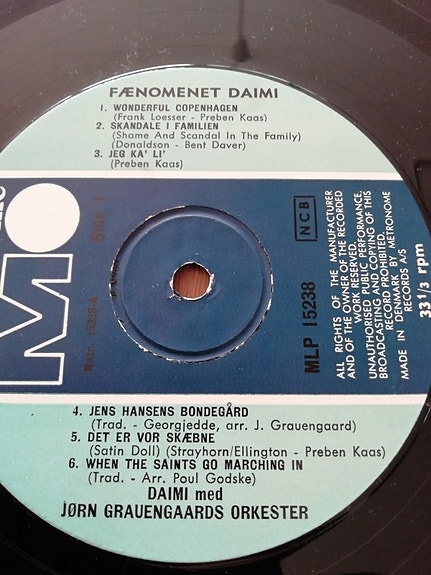 FÆNOMENET DAIMI
1. WONDERFUL COPENHAGEN
(Frank Loesser - Preben Kaas)
2. SKANDALE I FAMILIEN
(Shame And Scandal In The Family)
(Donaldson - Bent Daver)
3. JEG KA' LI'
(Preben Kaas)
Side 1
15238-A
NCB
MLP 15238
ALL RIGHTS OF THE MANUFACTURER
AND OF THE OWNER OF THE RECORDED
WORK RESERVED.
UNAUTHORISED PUBLIC PERFORMANCE,
BROADCASTING AND COPYING OF THIS
RECORD PROHIBITED.
MADE IN DENMARK BY METRONOME
RECORDS A/S
33 1/3 rpm
4. JENS HANSENS BONDEGÅRD
(Trad. - Georgjedde, arr. J. Grauengaard)
5. DET ER VOR SKÆBNE
(Satin Doll) (Strayhorn/Ellington - Preben Kaas)
6. WHEN THE SAINTS GO MARCHING IN
(Trad. - Arr. Poul Godske)
DAIMI med
JØRN GRAUENGAARDS ORKESTER